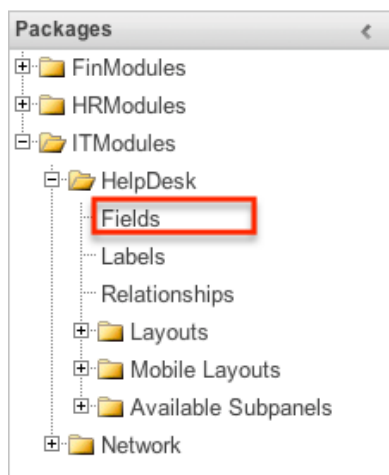 Packages
FinModules
HRModules
ITModules
HelpDesk
Fields
Labels
Relationships
Layouts
Mobile Layouts
Available Subpanels
Network